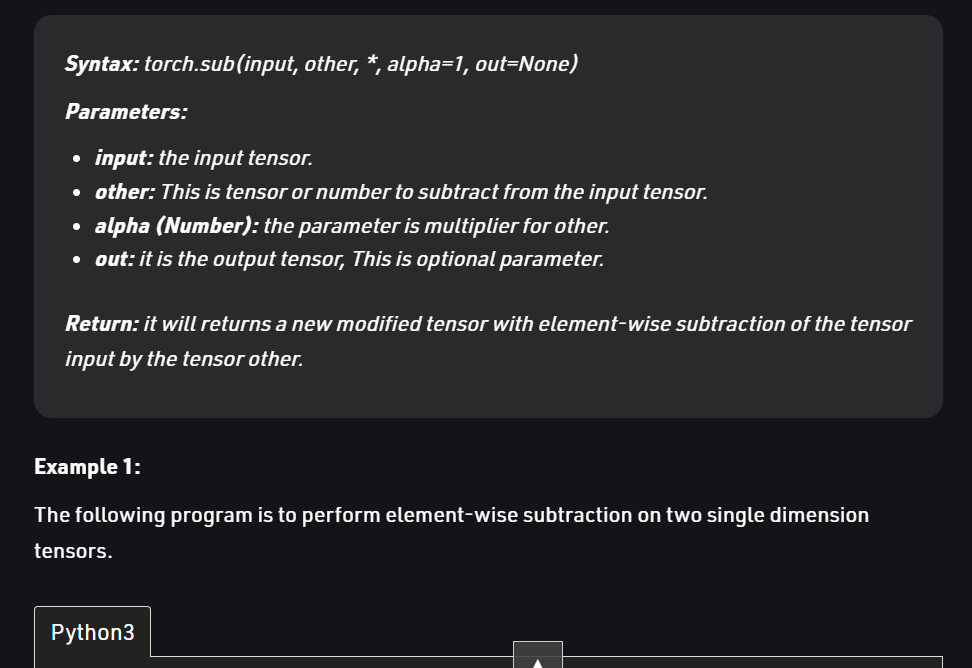 Syntax: torch.sub(input, other, *, alpha=1, out=None)
Parameters:
• input: the input tensor.
• other: This is tensor or number to subtract from the input tensor.
• alpha (Number): the parameter is multiplier for other.
• out: it is the output tensor, This is optional parameter.
Return: it will returns a new modified tensor with element-wise subtraction of the tensor
input by the tensor other.
Example 1:
The following program is to perform element-wise subtraction on two single dimension
tensors.
Python3